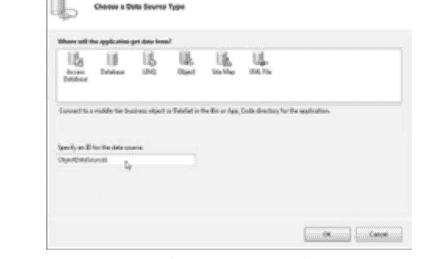 Choose a Data Source Type
Where will the application get data from?
Access Database
Database
LINQ
Object
Site Map
XML File
Connect to a middle-tier business object or DataSet in the Bin or App_Code directory for the application.
Specify an ID for the data source:
ObjectDataSource1
OK
Cancel